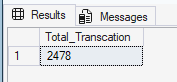 Results Messages
Total_Transcation
1 2478